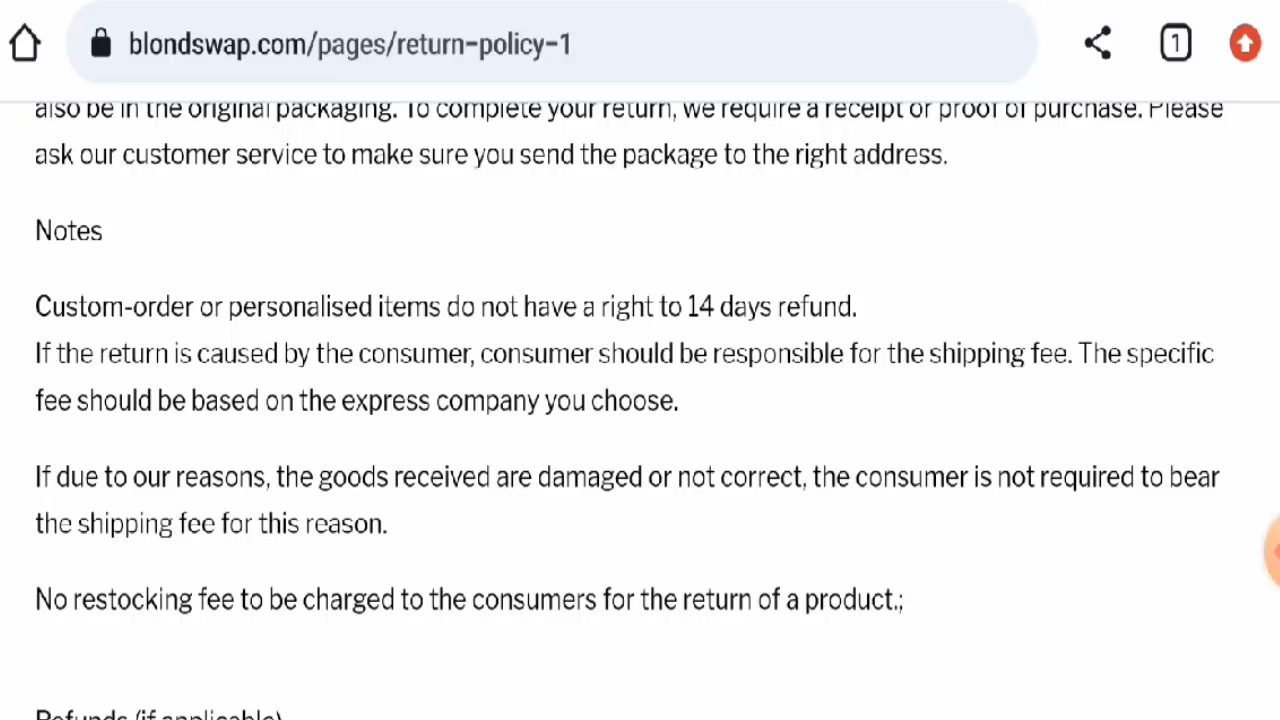 blondswap.com/pages/return-policy-1
1
also be in the original packaging. To complete your return, we require a receipt or proof of purchase. Please
ask our customer service to make sure you send the package to the right address.
Notes
Custom-order or personalised items do not have a right to 14 days refund.
If the return is caused by the consumer, consumer should be responsible for the shipping fee. The specific
fee should be based on the express company you choose.
If due to our reasons, the goods received are damaged or not correct, the consumer is not required to bear
the shipping fee for this reason.
No restocking fee to be charged to the consumers for the return of a product.;
Refunds (if applicable)